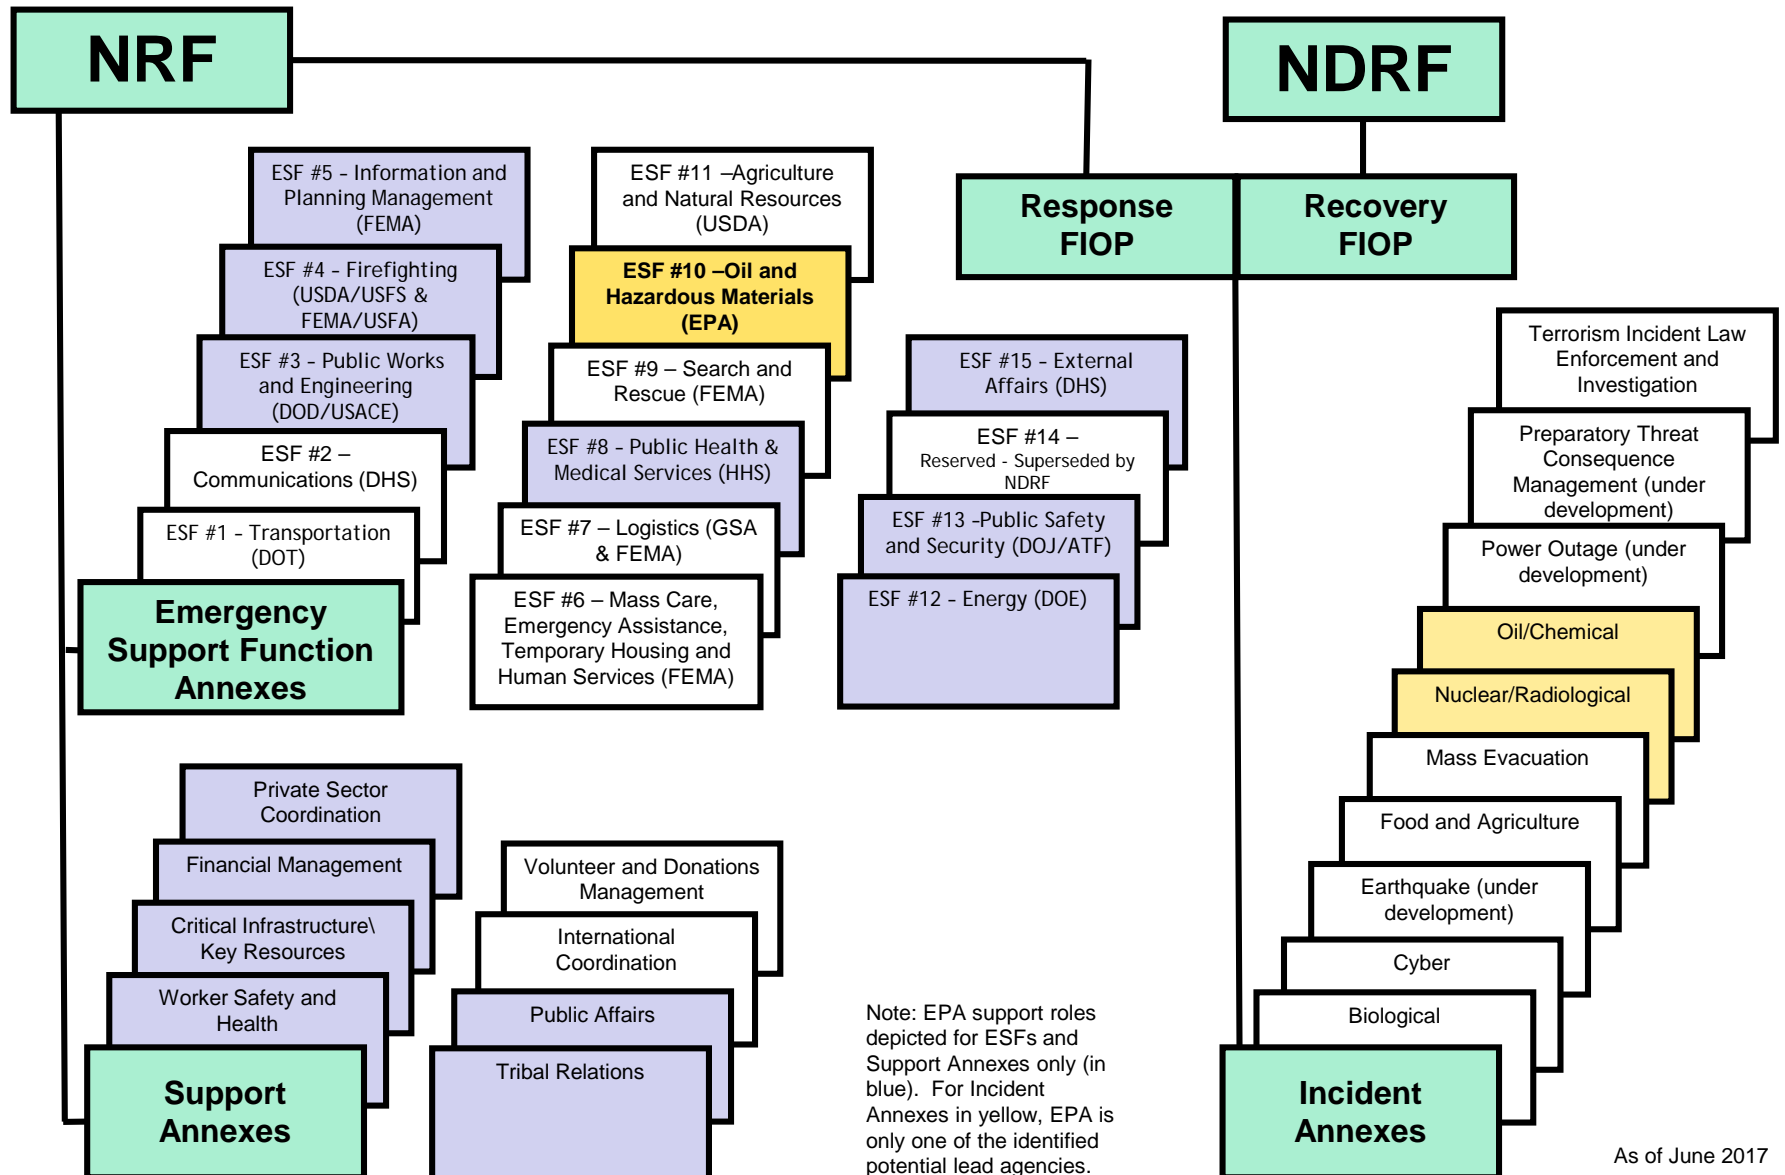 NRF
NDRF
ESF #5 - Information and
Planning Management
(FEMA)
ESF #4 - Firefighting
(USDA/USFS &
FEMA/USFA)
ESF #3 - Public Works
and Engineering
(DOD/USACE)
ESF #2 –
Communications (DHS)
ESF #1 - Transportation
(DOT)
Emergency
Support Function
Annexes
ESF #11 –Agriculture
and Natural Resources
(USDA)
ESF #10 –Oil and
Hazardous Materials
(EPA)
ESF #9 – Search and
Rescue (FEMA)
ESF #8 - Public Health &
Medical Services (HHS)
ESF #7 – Logistics (GSA
& FEMA)
ESF #6 – Mass Care,
Emergency Assistance,
Temporary Housing and
Human Services (FEMA)
ESF #15 - External
Affairs (DHS)
ESF #14 –
Reserved - Superseded by
NDRF
ESF #13 -Public Safety
and Security (DOJ/ATF)
ESF #12 - Energy (DOE)
Response
FIOP
Recovery
FIOP
Terrorism Incident Law
Enforcement and
Investigation
Preparatory Threat
Consequence
Management (under
development)
Power Outage (under
development)
Oil/Chemical
Nuclear/Radiological
Mass Evacuation
Food and Agriculture
Earthquake (under
development)
Cyber
Biological
Incident
Annexes
Private Sector
Coordination
Financial Management
Critical Infrastructure\
Key Resources
Worker Safety and
Health
Support
Annexes
Volunteer and Donations
Management
International
Coordination
Public Affairs
Tribal Relations
Note: EPA support roles
depicted for ESFs and
Support Annexes only (in
blue).  For Incident
Annexes in yellow, EPA is
only one of the identified
potential lead agencies.
As of June 2017